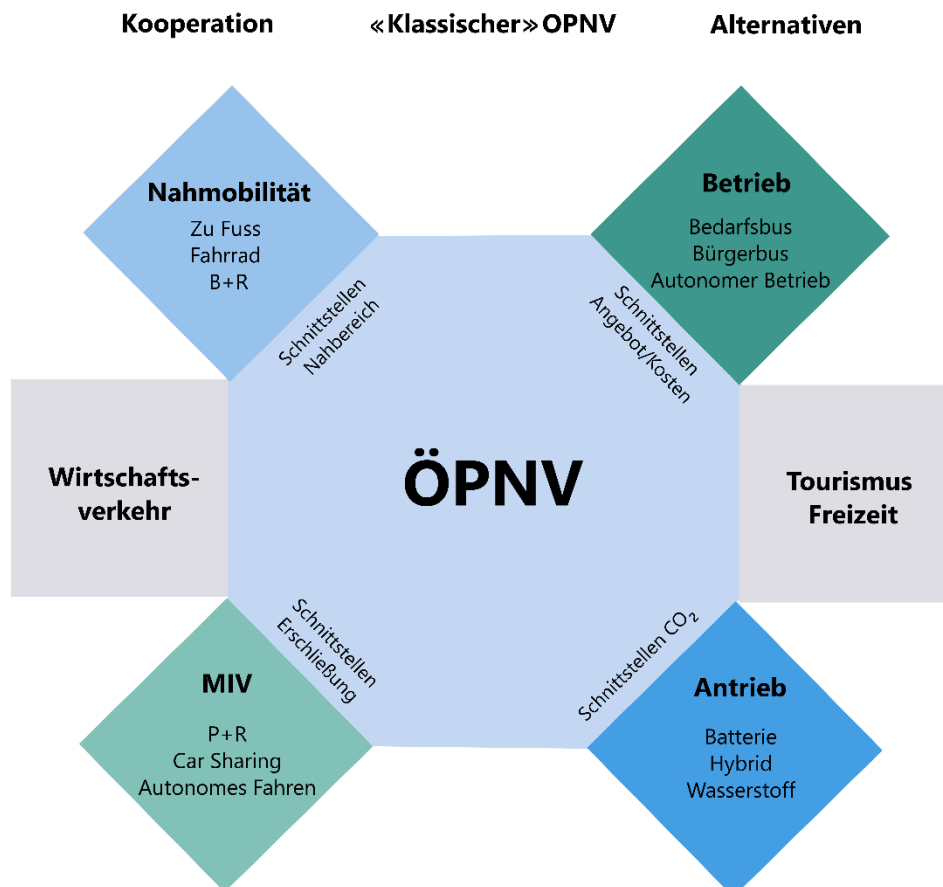 Kooperation
«Klassischer» OPNV
Alternativen
Nahmobilität
Zu Fuss
Fahrrad
B+R
Schnittstellen
Nahbereich
Betrieb
Bedarfsbus
Bürgerbus
Autonomer Betrieb
Schnittstellen
Angebot/Kosten
Wirtschafts-
verkehr
ÖPNV
Tourismus
Freizeit
Schnittstellen
Erschließung
MIV
P+R
Car Sharing
Autonomes Fahren
Schnittstellen CO₂
Antrieb
Batterie
Hybrid
Wasserstoff